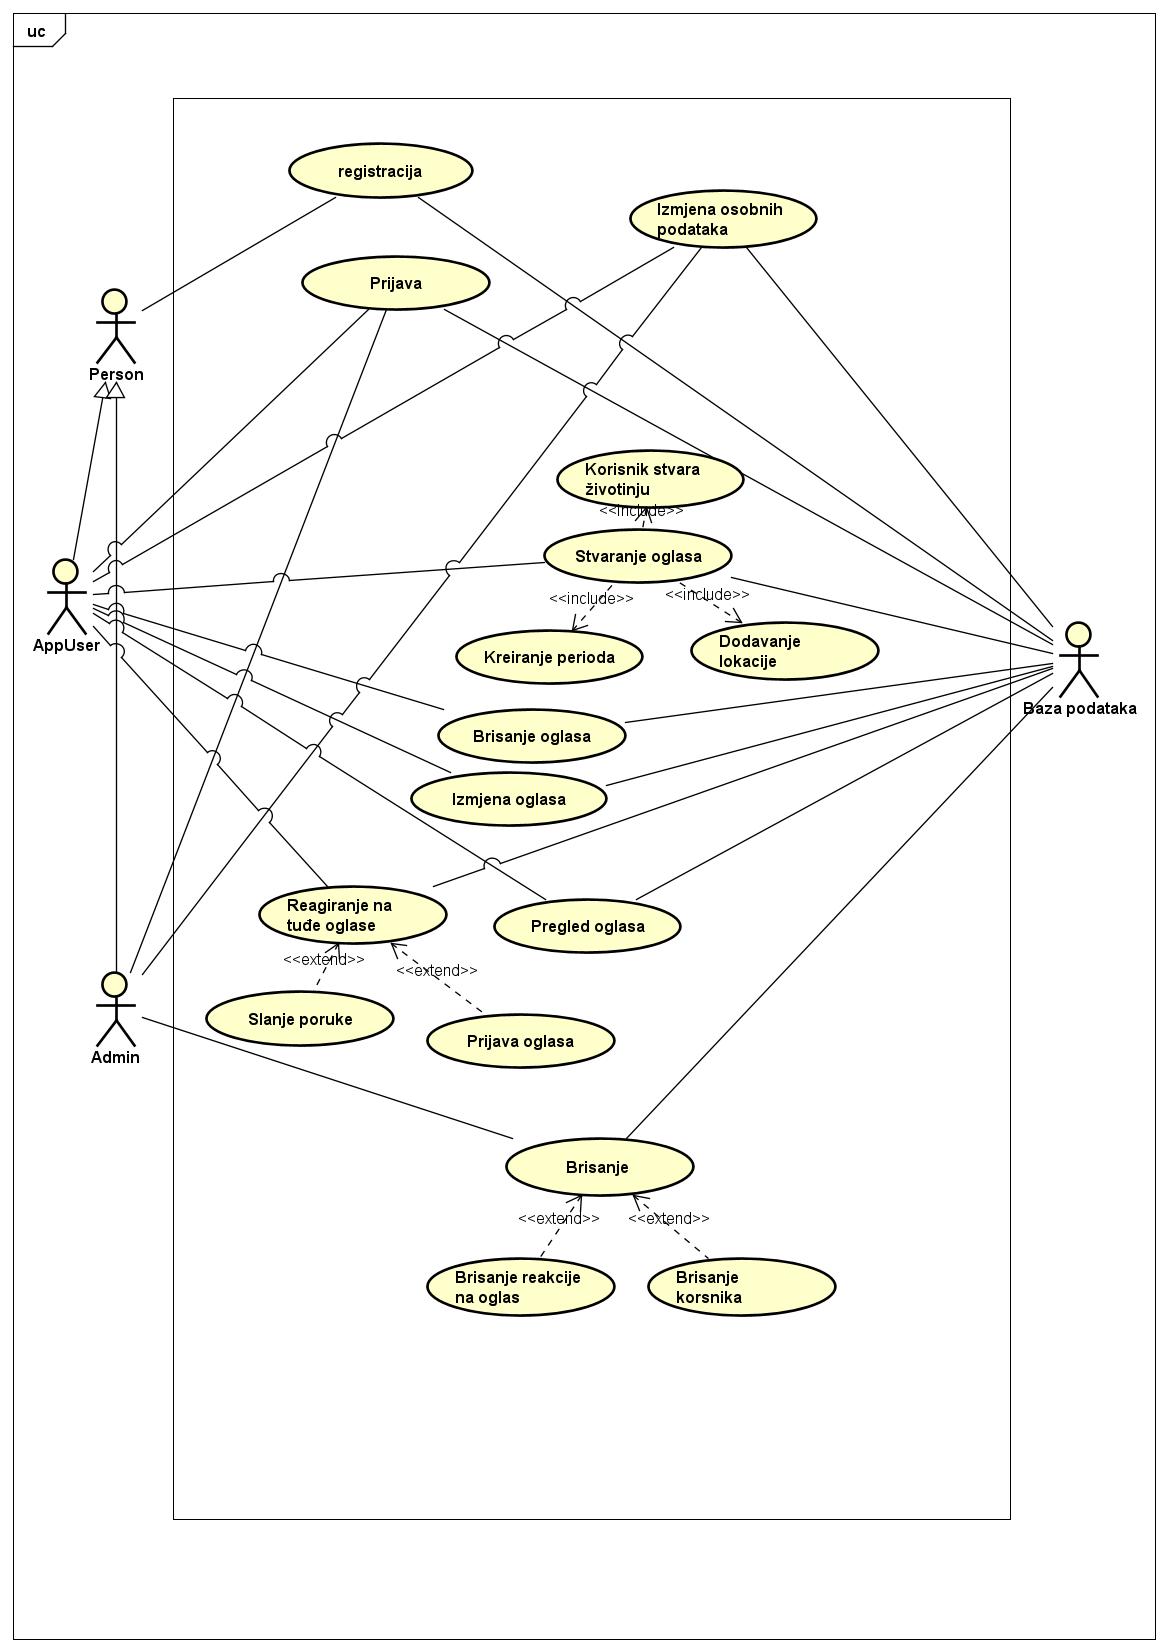 uc
registracija
Izmjena osobnih
podataka
Prijava
Person
Korisnik stvara
životinju
<<include>>
Stvaranje oglasa
<<include>>
<<include>>
AppUser
Kreiranje perioda
Dodavanje
lokacije
Baza podataka
Brisanje oglasa
Izmjena oglasa
Reagiranje na
tuđe oglase
Pregled oglasa
<<extend>>
<<extend>>
Slanje poruke
Prijava oglasa
Admin
Brisanje
<<extend>>
<<extend>>
Brisanje reakcije
na oglas
Brisanje
korsnika